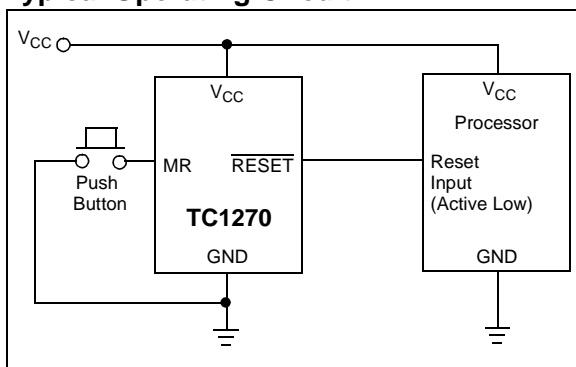 Typical Operating Circuit
VCC
VCC
MR
RESET
TC1270
GND
Push
Button
VCC
Processor
Reset
Input
(Active Low)
GND